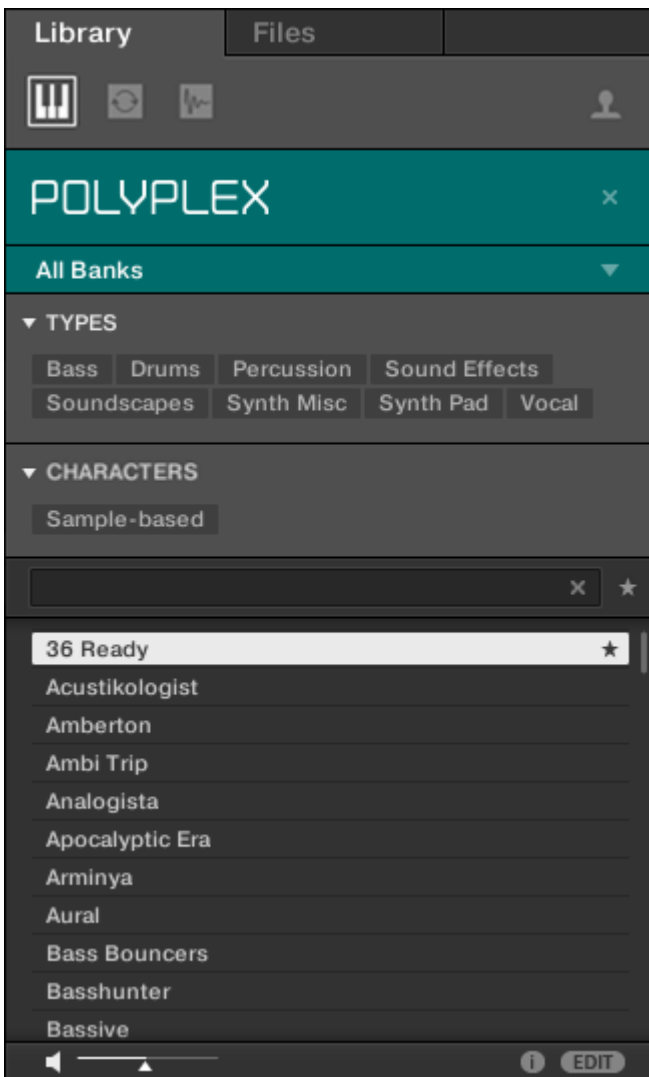 Library Files
POLYPLEX
All Banks
TYPES
Bass Drums Percussion Sound Effects
Soundscapes Synth Misc Synth Pad Vocal
CHARACTERS
Sample-based
36 Ready
Acustikologist
Amberton
Ambi Trip
Analogista
Apocalyptic Era
Arminya
Aural
Bass Bouncers
Basshunter
Bassive
i EDIT